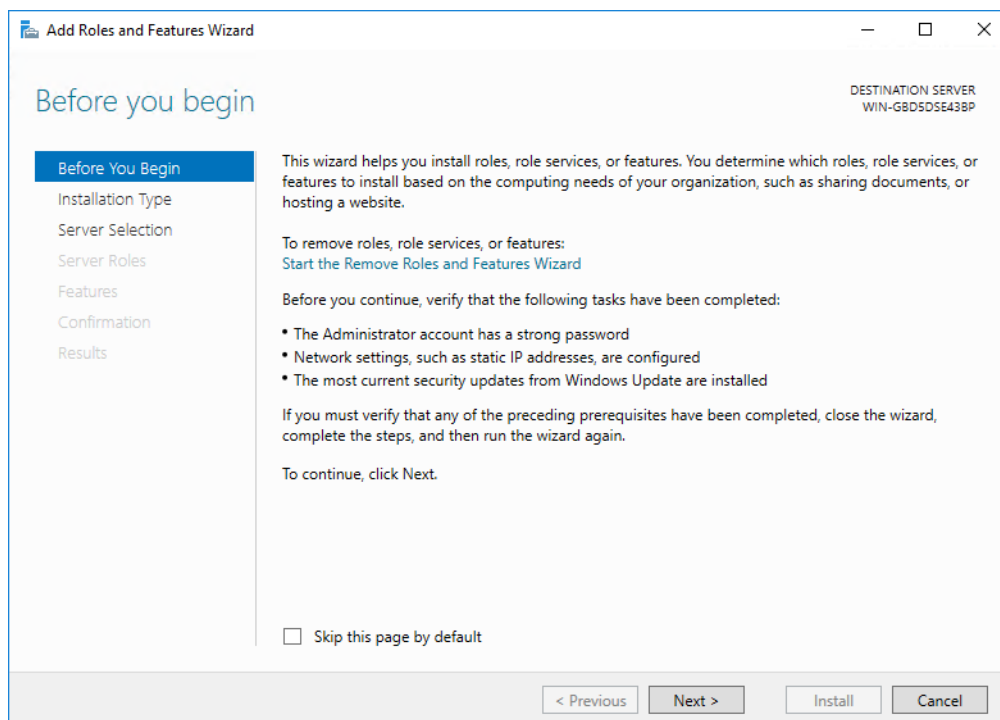 Add Roles and Features Wizard
Before you begin
DESTINATION SERVER
WIN-GBD5DSE43BP
Before You Begin
Installation Type
Server Selection
Server Roles
Features
Confirmation
Results
This wizard helps you install roles, role services, or features. You determine which roles, role services, or
features to install based on the computing needs of your organization, such as sharing documents, or
hosting a website.
To remove roles, role services, or features:
Start the Remove Roles and Features Wizard
Before you continue, verify that the following tasks have been completed:
• The Administrator account has a strong password
• Network settings, such as static IP addresses, are configured
• The most current security updates from Windows Update are installed
If you must verify that any of the preceding prerequisites have been completed, close the wizard,
complete the steps, and then run the wizard again.
To continue, click Next.
Skip this page by default
< Previous
Next >
Install
Cancel